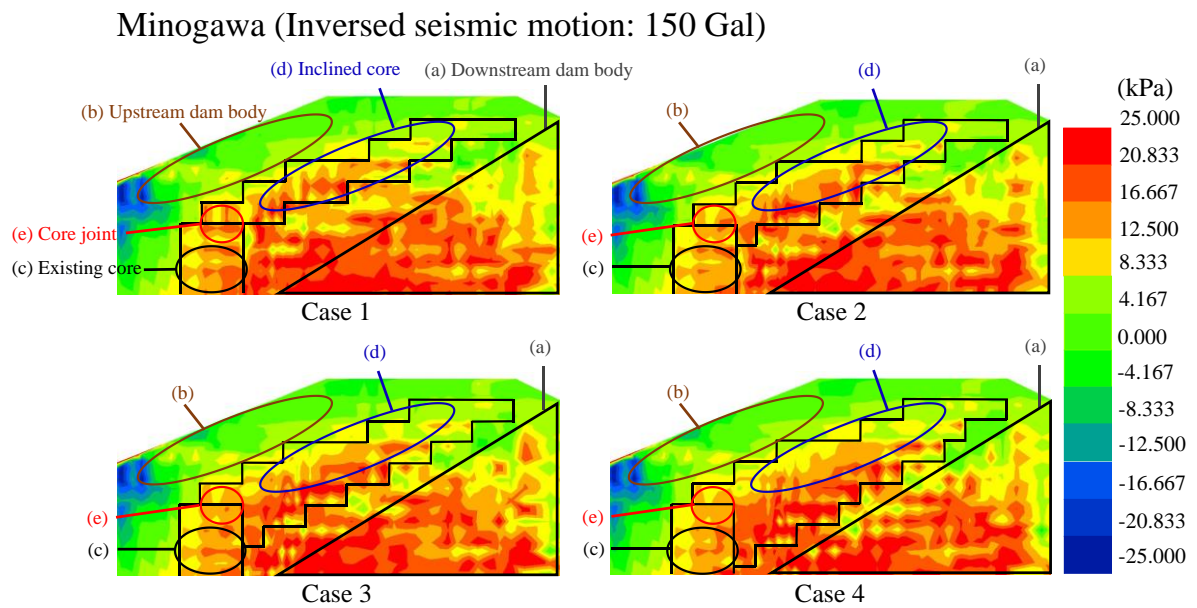 Minogawa (Inversed seismic motion: 150 Gal)
(d) Inclined core
(a) Downstream dam body
(b) Upstream dam body
(e) Core joint
(c) Existing core
Case 1
(d)
(a)
(b)
(e)
(c)
Case 2
(d)
(a)
(b)
(e)
(c)
Case 3
(d)
(a)
(b)
(e)
(c)
Case 4
(kPa)
25.000
20.833
16.667
12.500
8.333
4.167
0.000
-4.167
-8.333
-12.500
-16.667
-20.833
-25.000